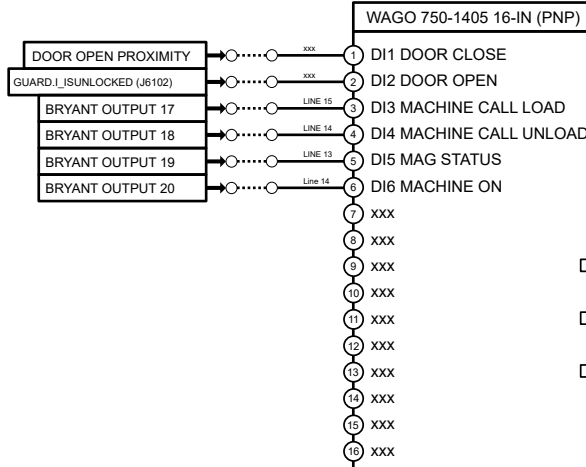 WAGO 750-1405 16-IN (PNP)
DOOR OPEN PROXIMITY xxx 1 DI1 DOOR CLOSE
GUARD.I_ISUNLOCKED (J6102) xxx 2 DI2 DOOR OPEN
BRYANT OUTPUT 17 LINE 15 3 DI3 MACHINE CALL LOAD
BRYANT OUTPUT 18 LINE 14 4 DI4 MACHINE CALL UNLOAD
BRYANT OUTPUT 19 LINE 13 5 DI5 MAG STATUS
BRYANT OUTPUT 20 Line 14 6 DI6 MACHINE ON
7 xxx
8 xxx
9 xxx
10 xxx
11 xxx
12 xxx
13 xxx
14 xxx
15 xxx
16 xxx